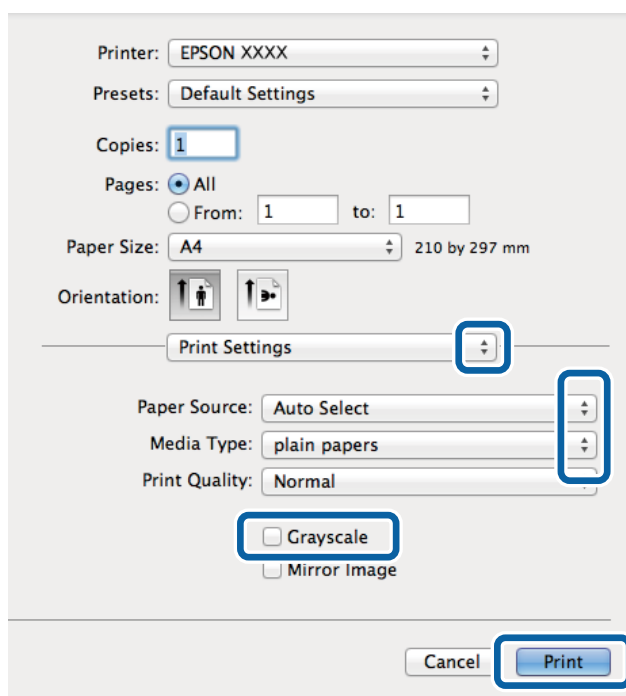 Printer: EPSON XXXX
Presets: Default Settings
Copies: 1
Pages: All
From: 1 to: 1
Paper Size: A4 210 by 297 mm
Orientation:
Print Settings
Paper Source: Auto Select
Media Type: plain papers
Print Quality: Normal
Grayscale
Mirror Image
Cancel Print